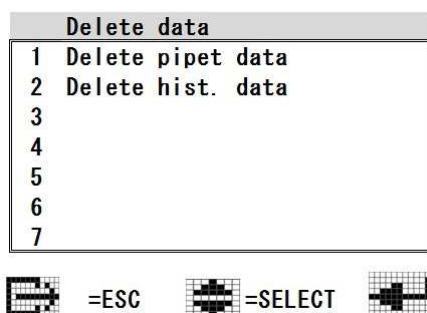 Delete data
1 Delete pipet data
2 Delete hist. data
3
4
5
6
7
=ESC =SELECT